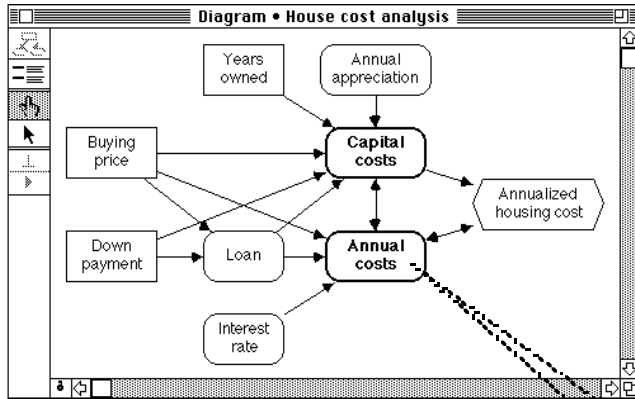 Diagram • House cost analysis
Years
owned
Annual
appreciation
Buying
price
Capital
costs
Annualized
housing cost
Down
payment
Loan
Annual
costs
Interest
rate